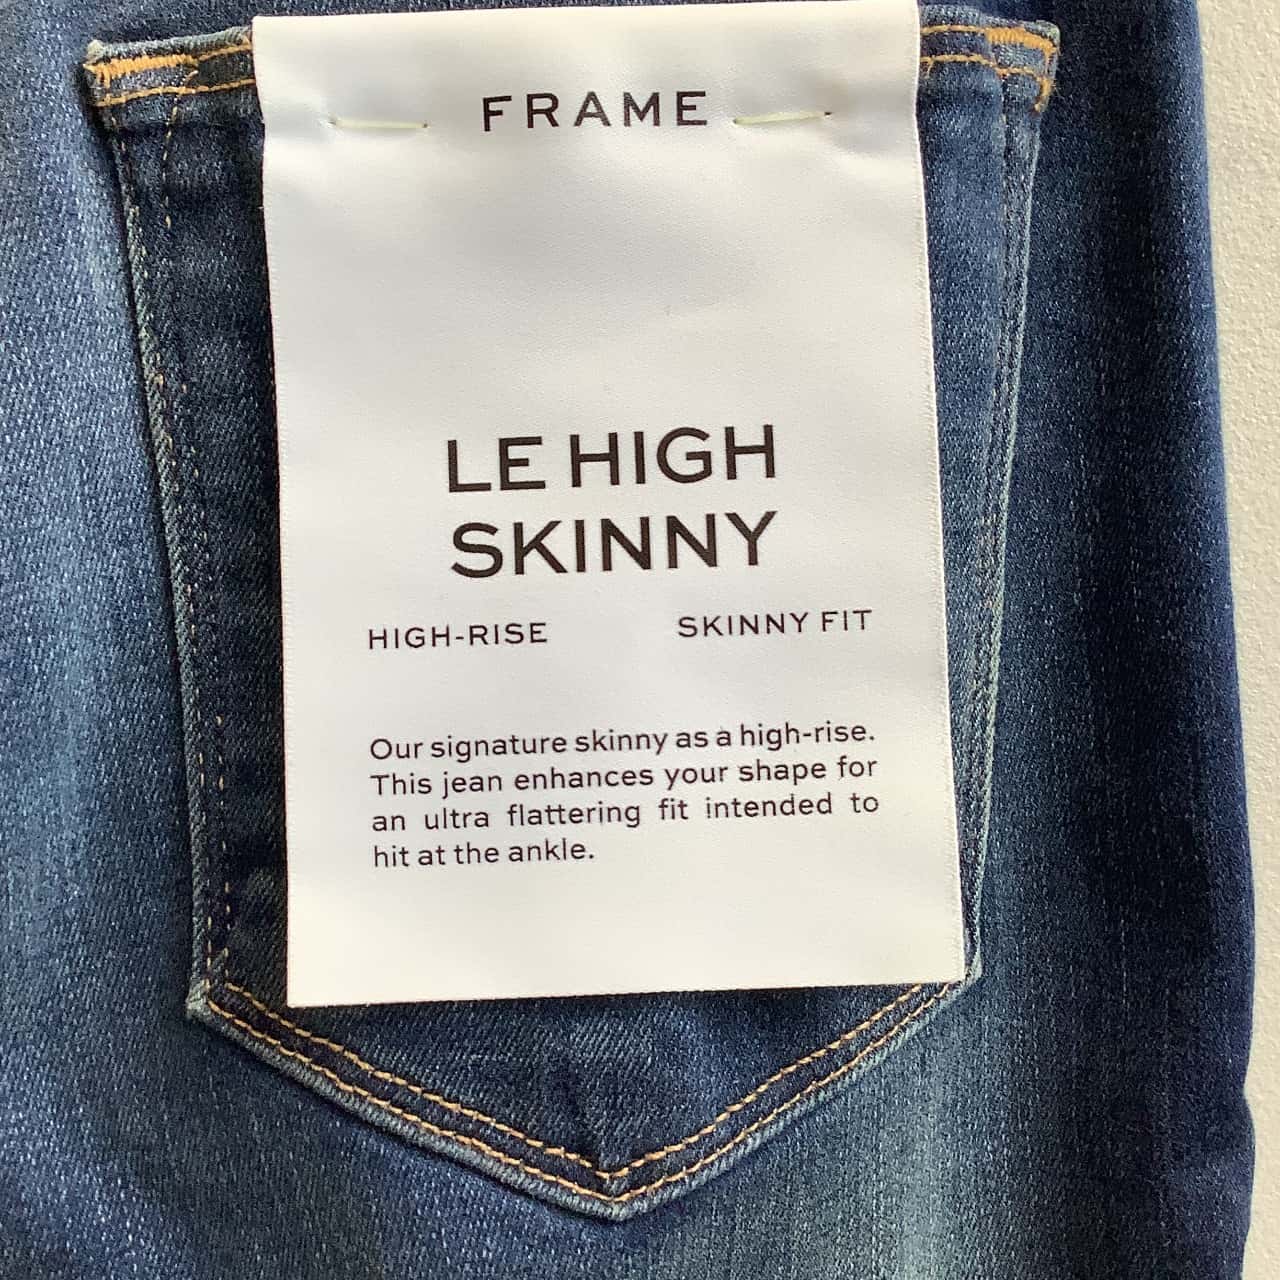 FRAME
LE HIGH
SKINNY
HIGH-RISE SKINNY FIT
Our signature skinny as a high-rise.
This jean enhances your shape for
an ultra flattering fit intended to
hit at the ankle.